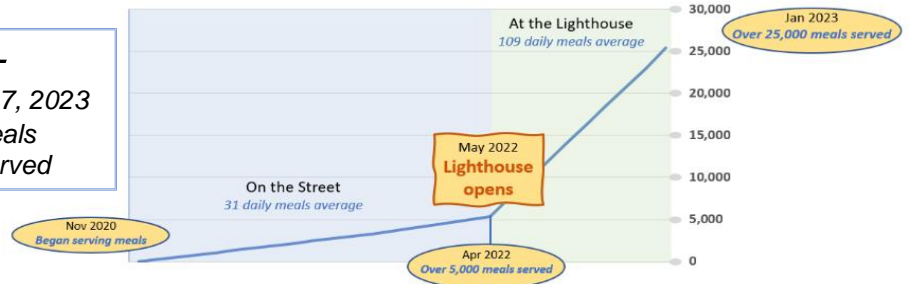 7, 2023
At the Lighthouse
109 daily meals average
Jan 2023
Over 25,000 meals served
30,000
25,000
20,000
15,000
10,000
5,000
0
May 2022
Lighthouse
opens
On the Street
31 daily meals average
Nov 2020
Began serving meals
Apr 2022
Over 5,000 meals served